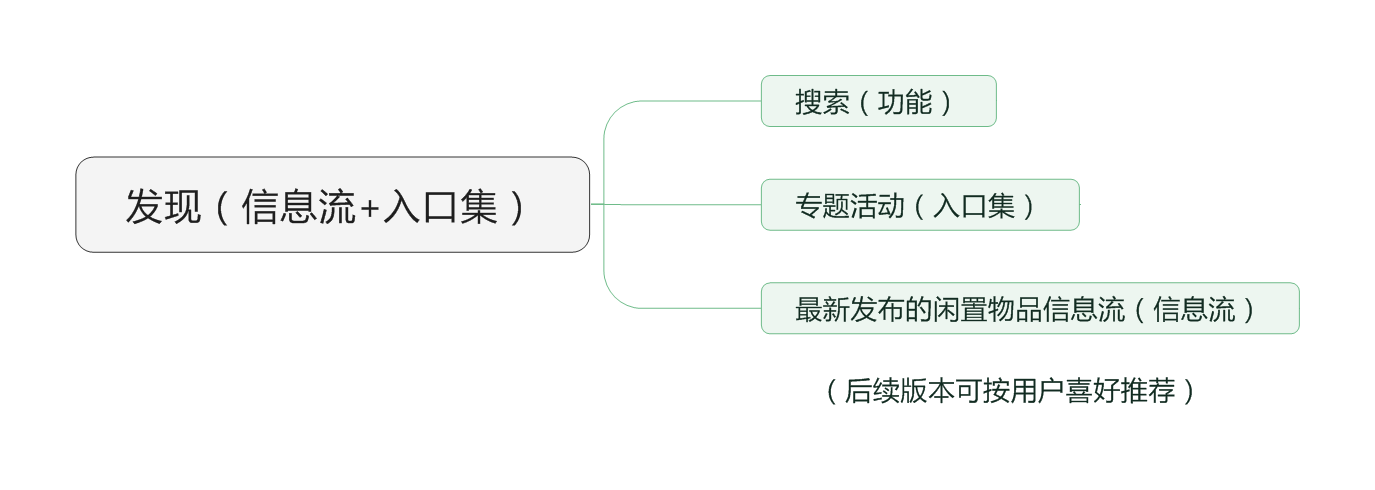 搜索（功能）
发现（信息流+入口集）
专题活动（入口集）
最新发布的闲置物品信息流（信息流）
（后续版本可按用户喜好推荐）